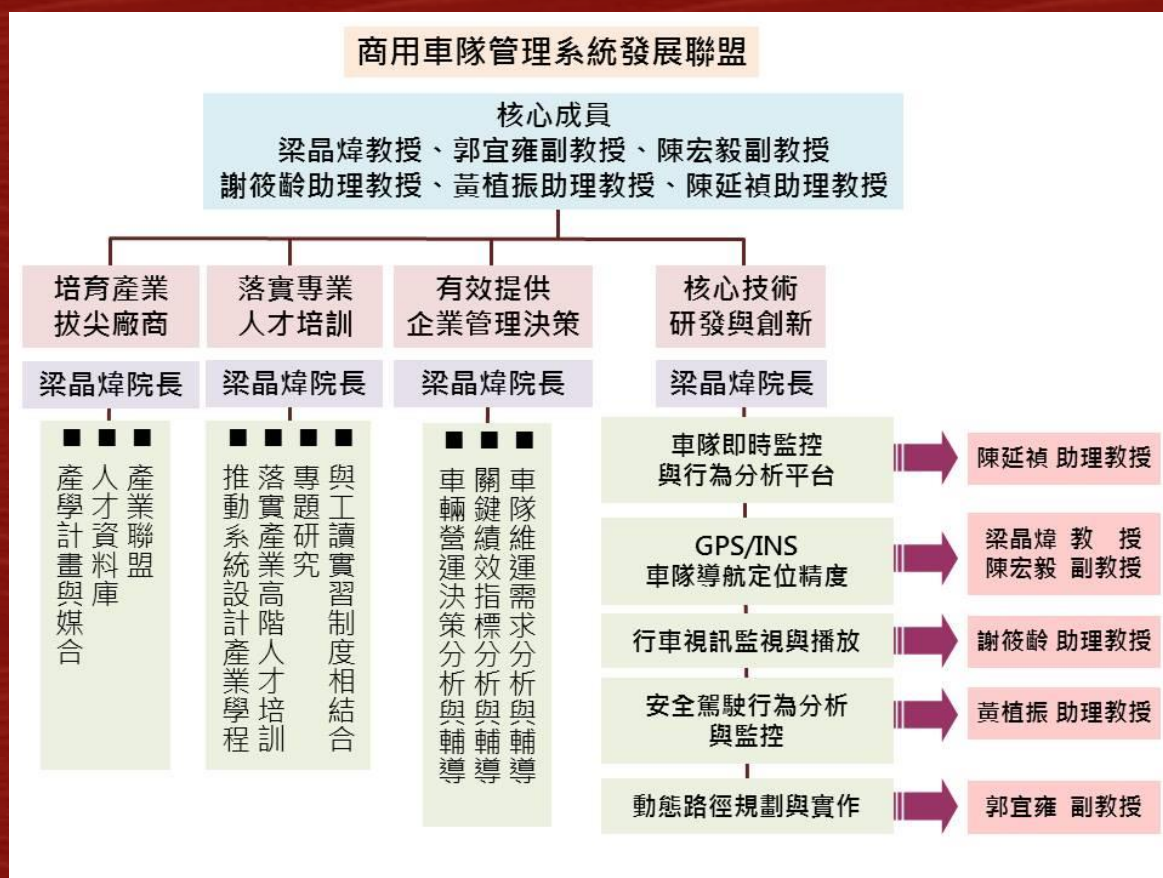 商用車隊管理系統發展聯盟
核心成員
梁晶煒教授、郭宜雍副教授、陳宏毅副教授
謝筱齡助理教授、黃植振助理教授、陳延禎助理教授
培育產業
拔尖廠商
梁晶煒院長
■ 產業聯盟
■ 人才資料庫
■ 產學計畫與媒合
落實專業
人才培訓
梁晶煒院長
■ 與工讀實習制度相結合
■ 專題研究
■ 落實產業高階人才培訓
■ 推動系統設計產業學程
有效提供
企業管理決策
梁晶煒院長
■ 車隊維運需求分析與輔導
■ 關鍵績效指標分析與輔導
■ 車輛營運決策分析與輔導
核心技術
研發與創新
梁晶煒院長
車隊即時監控
與行為分析平台
陳延禎 助理教授
GPS/INS
車隊導航定位精度
梁晶煒 教 授
陳宏毅 副教授
行車視訊監視與播放
謝筱齡 助理教授
安全駕駛行為分析
與監控
黃植振 助理教授
動態路徑規劃與實作
郭宜雍 副教授